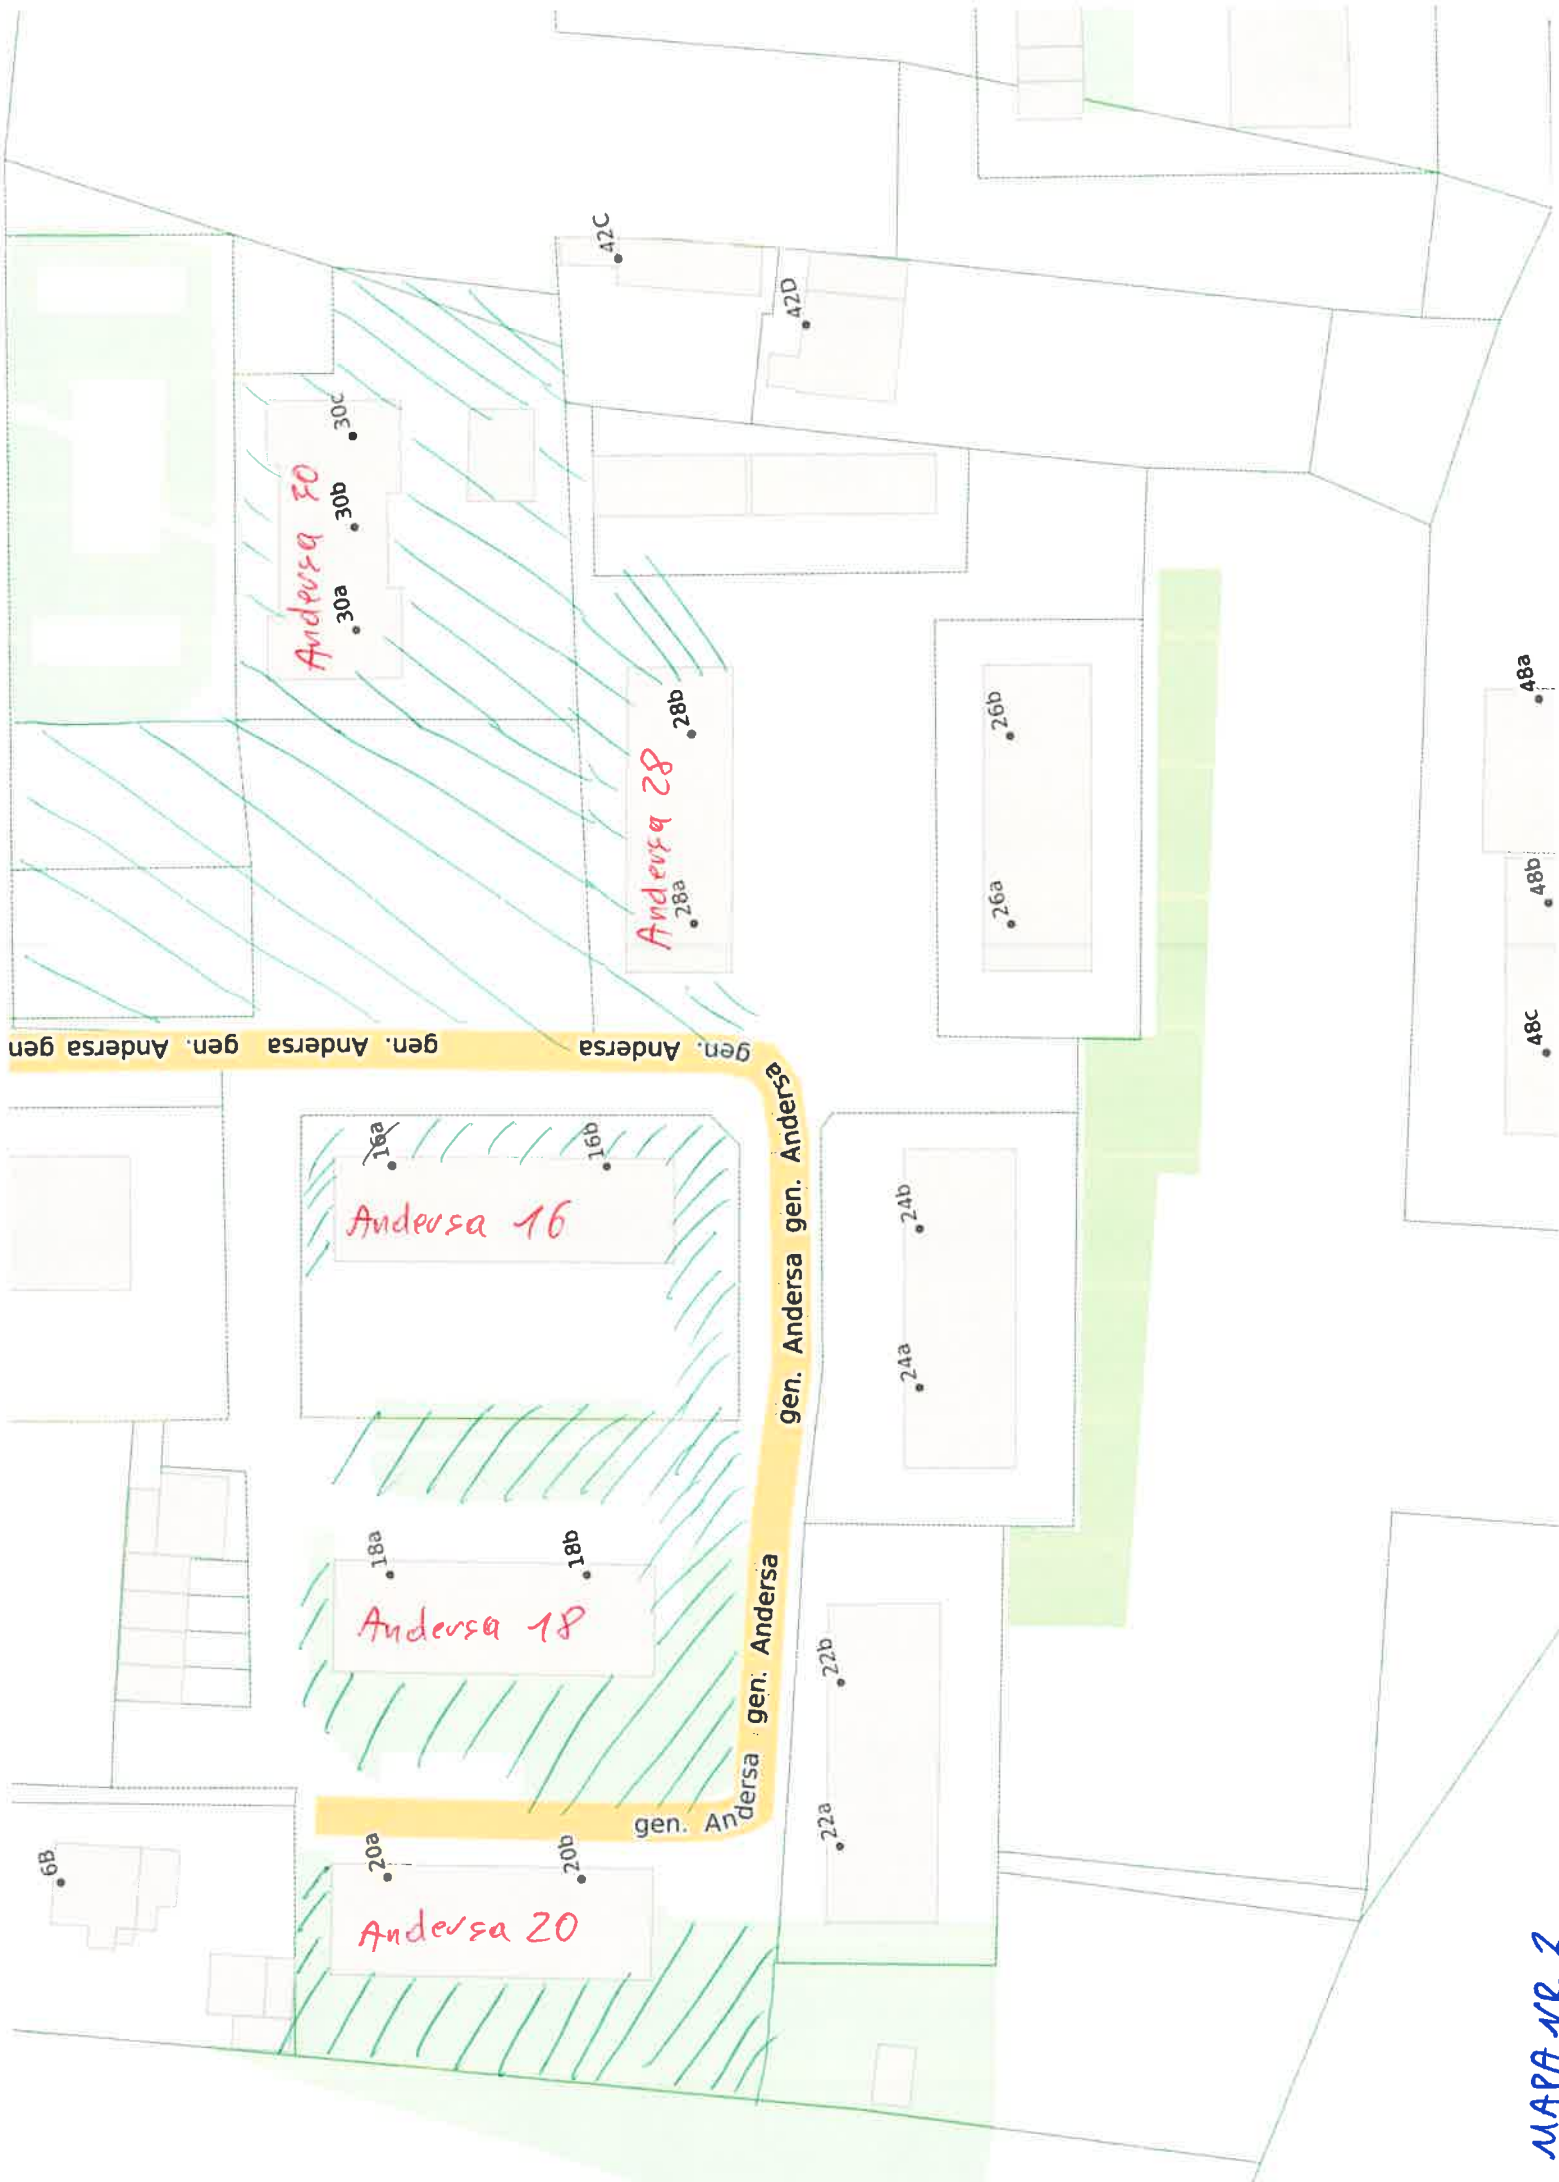 42C
42D
30c
30b
30a
Andersa 30
28b
28a
Andersa 28
26b
26a
48a
48b
48c
gen. Andersa gen. Andersa gen. Andersa gen
gen. Andersa
gen. Andersa gen. Andersa gen. Andersa
16a
16b
Andersa 16
24b
24a
18a
18b
Andersa 18
22b
22a
gen. Andersa
6B
20a
20b
Andersa 20
MAPA NR. 2